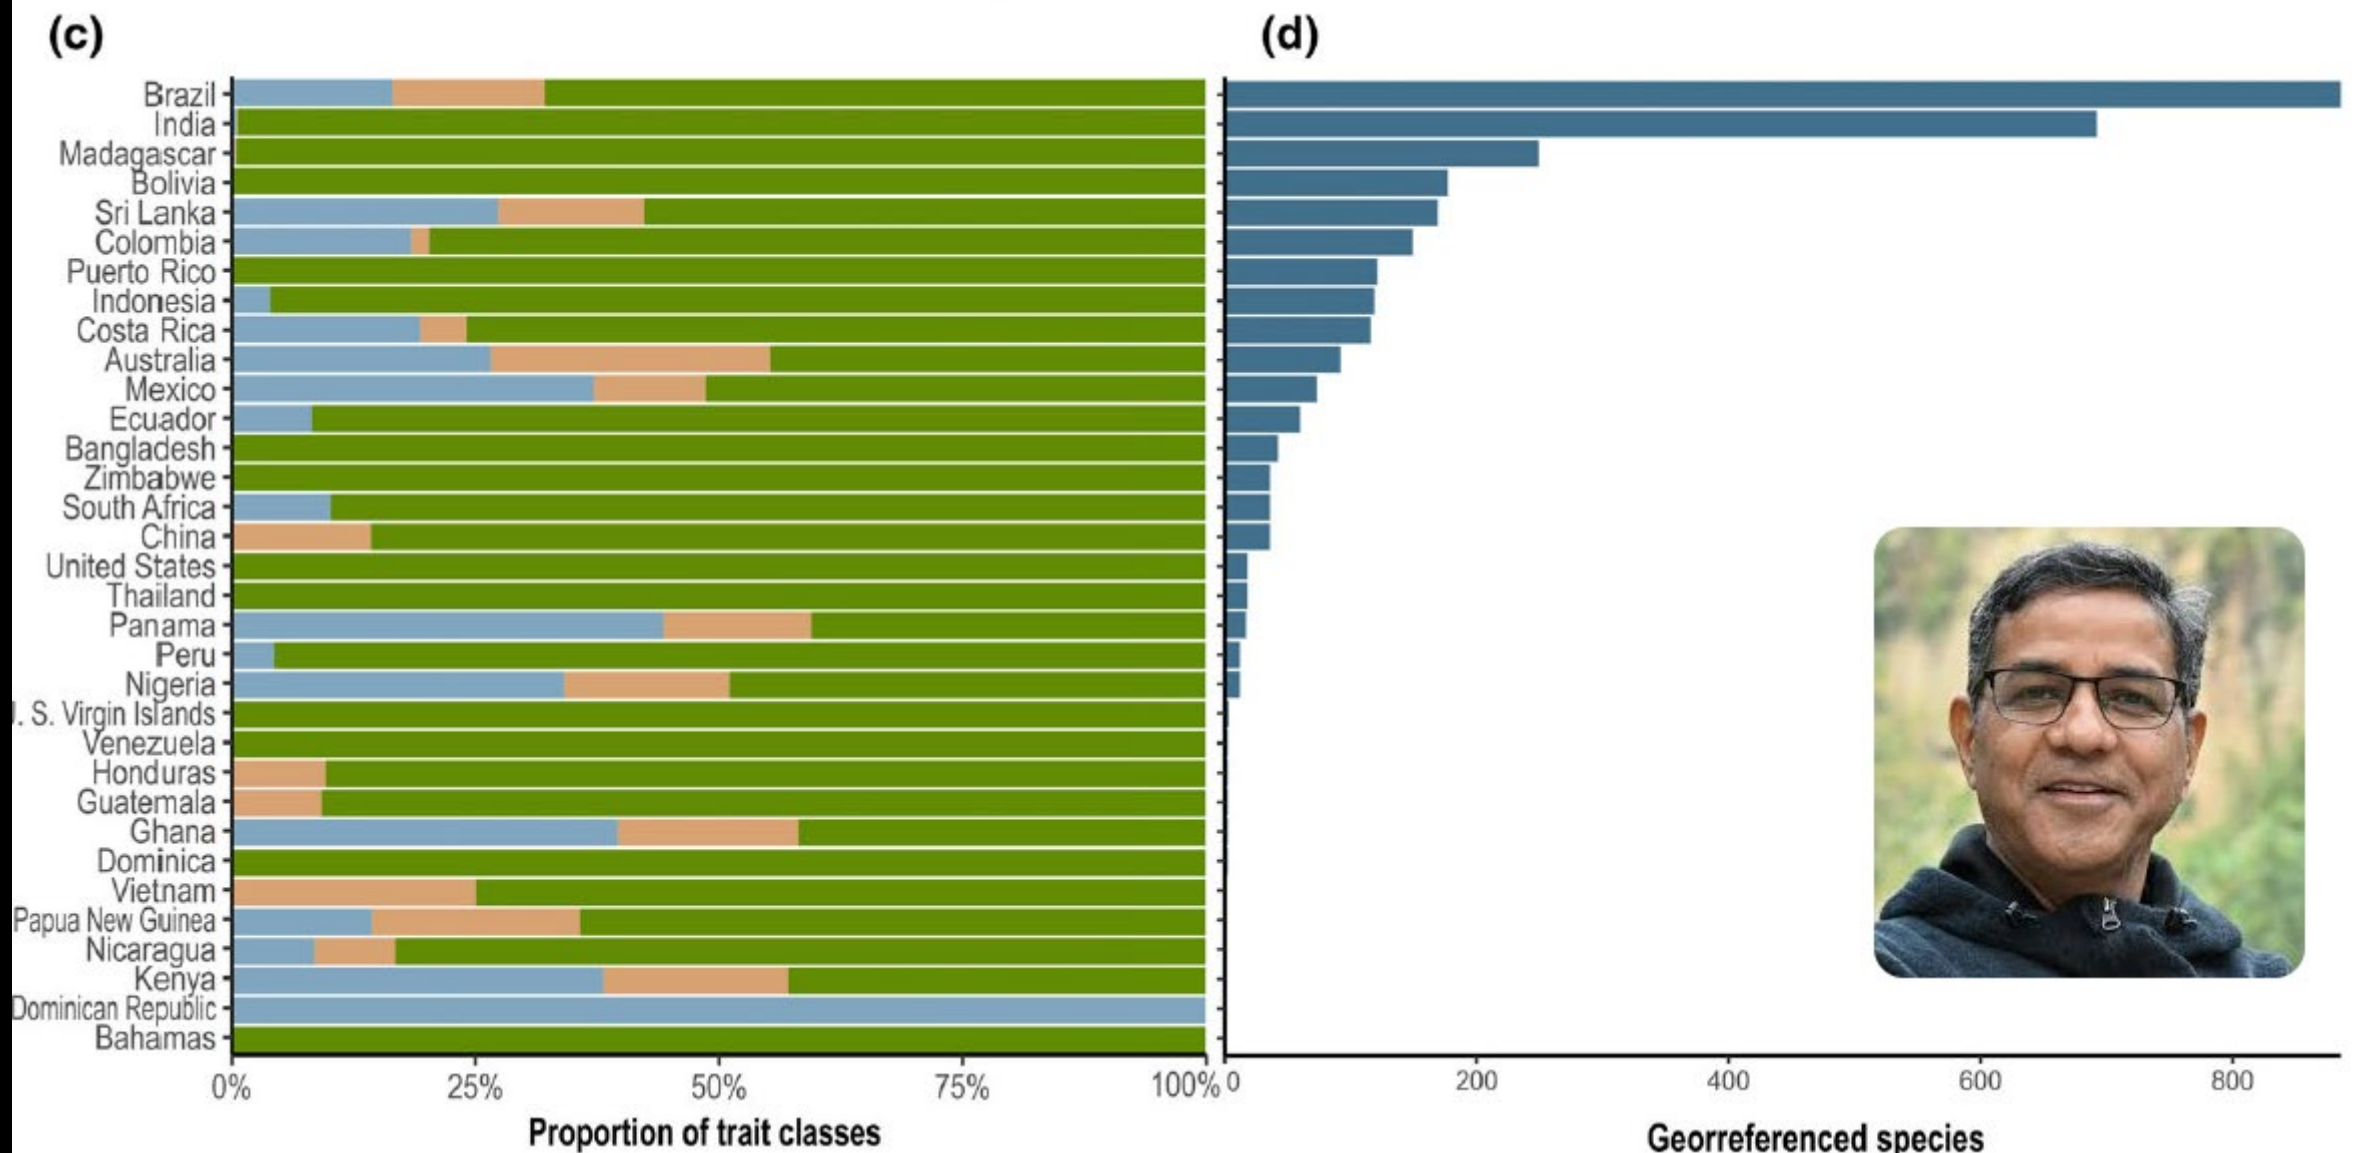 (c)
(d)
Brazil
India
Madagascar
Bolivia
Sri Lanka
Colombia
Puerto Rico
Indonesia
Costa Rica
Australia
Mexico
Ecuador
Bangladesh
Zimbabwe
South Africa
China
United States
Thailand
Panama
Peru
Nigeria
. S. Virgin Islands
Venezuela
Honduras
Guatemala
Ghana
Dominica
Vietnam
Papua New Guinea
Nicaragua
Kenya
Dominican Republic
Bahamas
0% 25% 50% 75% 100%
0 200 400 600 800
Proportion of trait classes
Georreferenced species